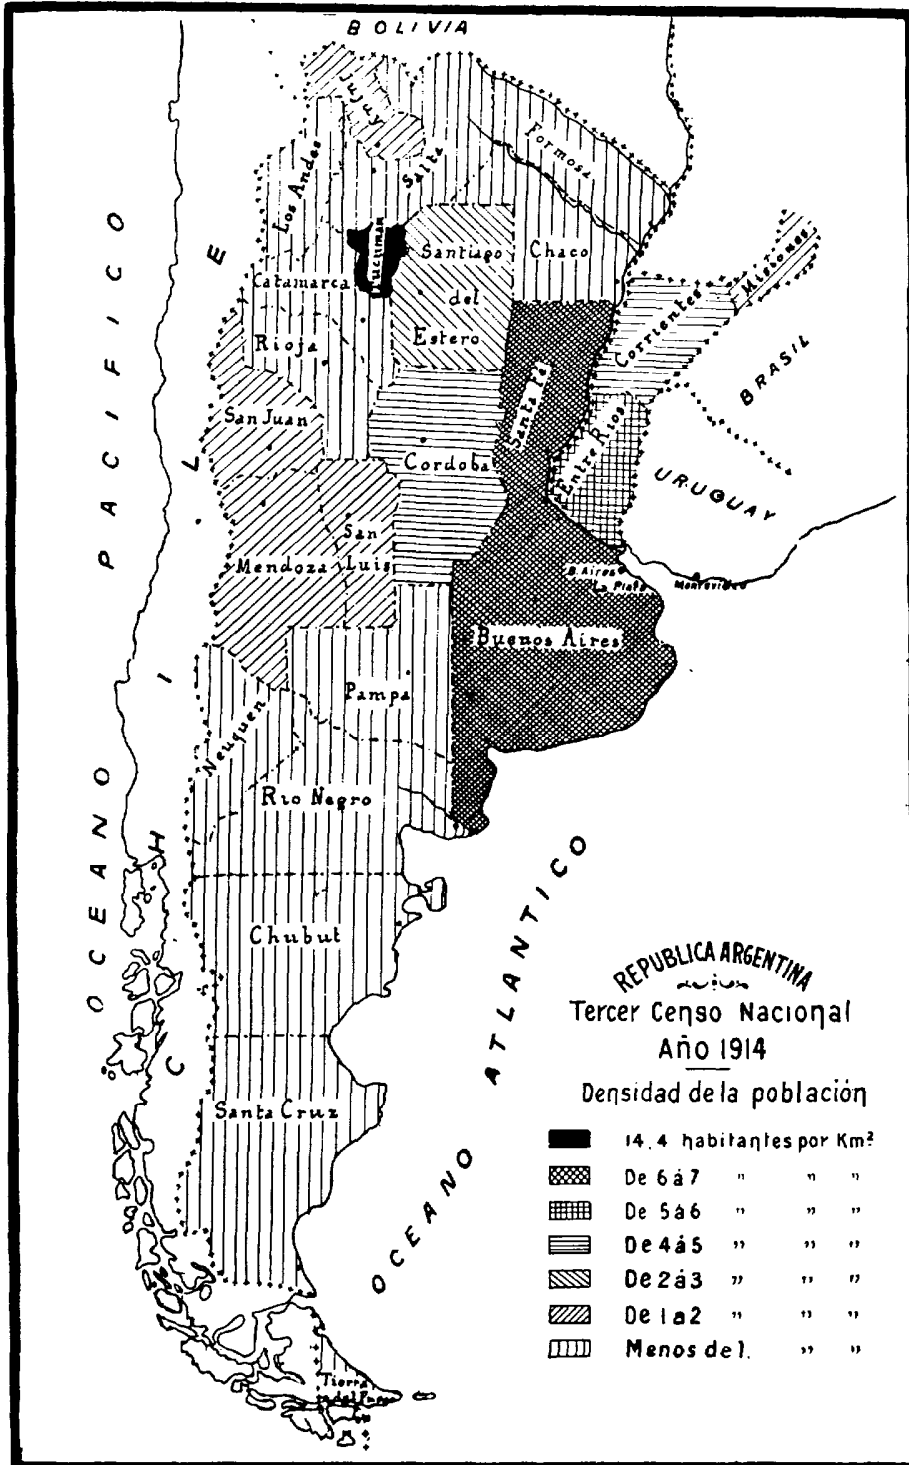 BOLIVIA
Jujuy
Formosa
Salta
Los Andes
Tucuman
Santiago
del
Estero
Chaco
Misiones
Corrientes
Catamarca
Rioja
Santa Fé
BRASIL
San Juan
Cordoba
Entre Rios
URUGUAY
San
Luis
Mendoza
B. Aires
La Plata
Montevideo
Buenos Aires
Pampa
Neuquen
Rio Negro
Chubut
Santa Cruz
Tierra
del Fuego
OCEANO PACIFICO
CHILE
OCEANO ATLANTICO
REPUBLICA ARGENTINA
Tercer Censo Nacional
Año 1914
Densidad de la población
14.4 habitantes por Km²
De 6 á 7 " " "
De 5 á 6 " " "
De 4 á 5 " " "
De 2 á 3 " " "
De 1 a 2 " " "
Menos de 1. " "